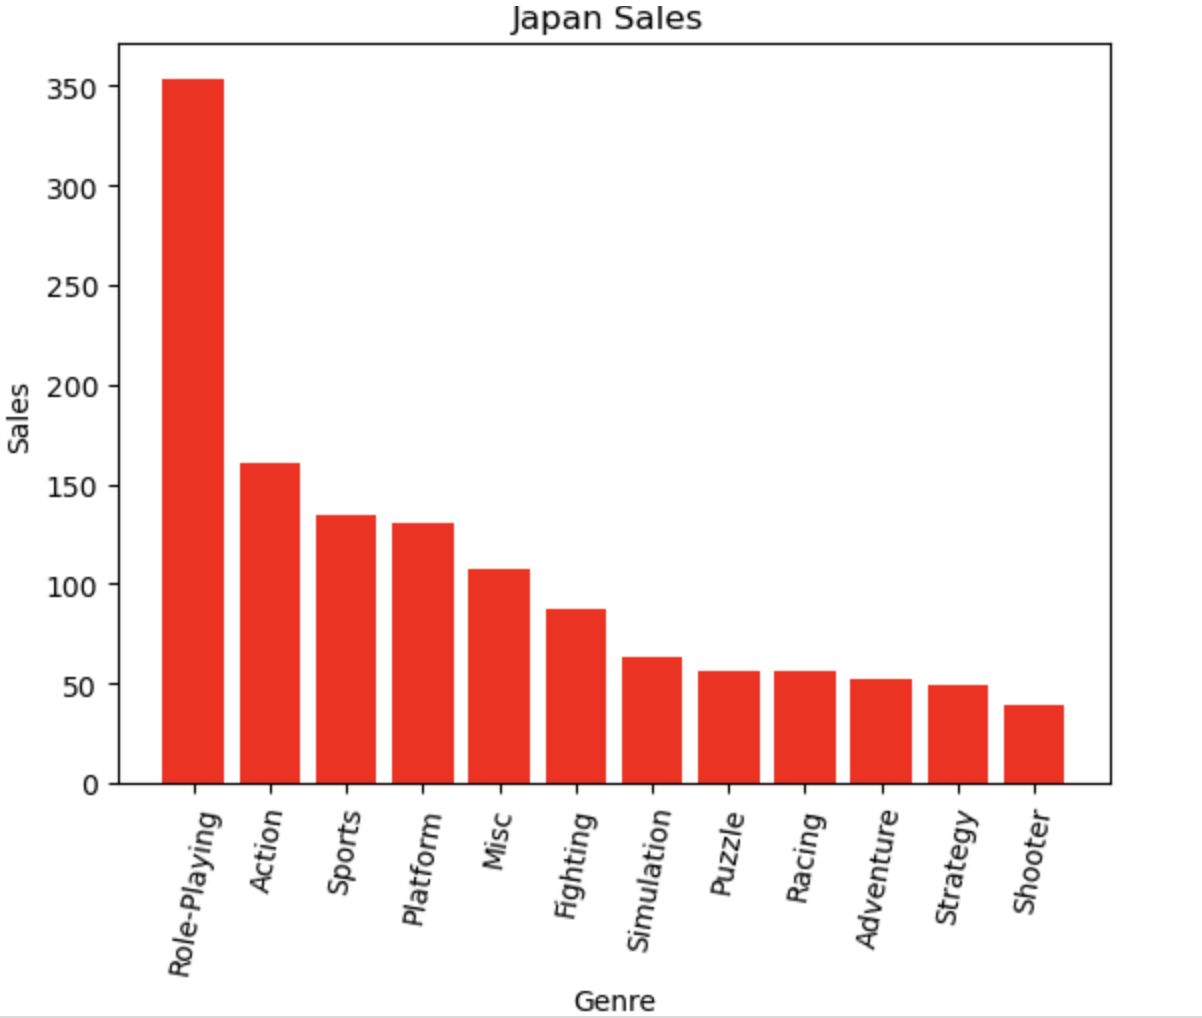 Japan Sales
350
300
250
200
150
100
50
0
Sales
Role-Playing
Action
Sports
Platform
Misc
Fighting
Simulation
Puzzle
Racing
Adventure
Strategy
Shooter
Genre